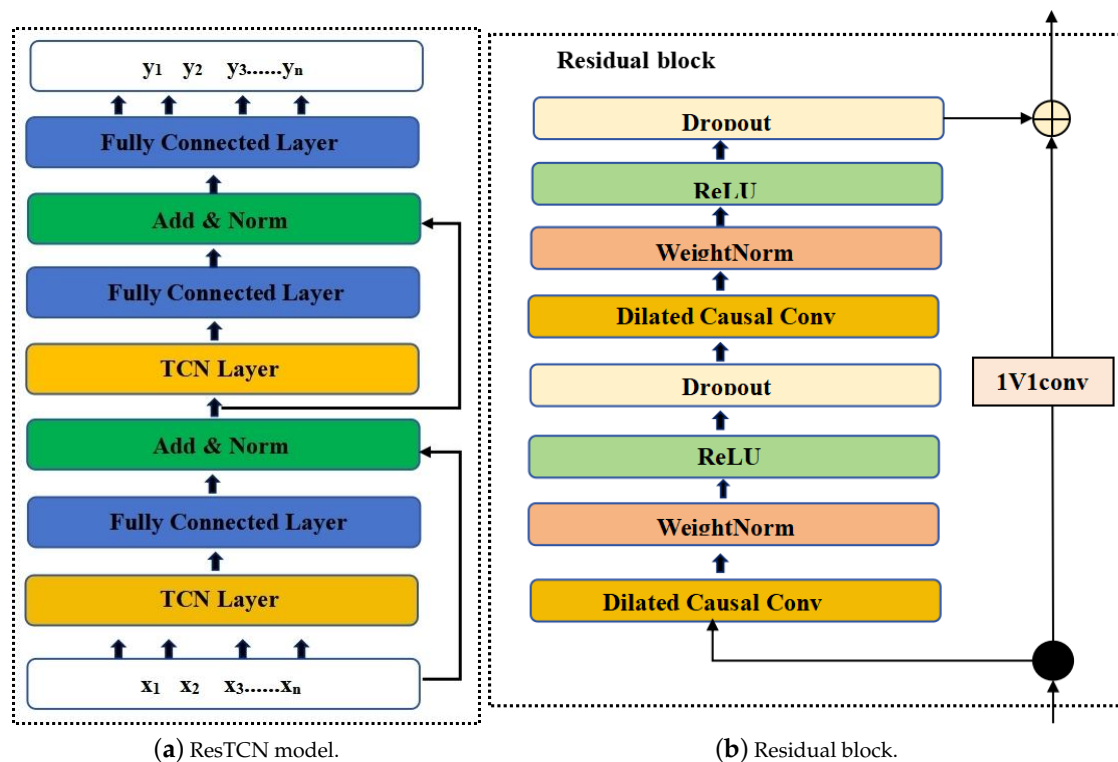 y1 y2 y3......yn
Fully Connected Layer
Add & Norm
Fully Connected Layer
TCN Layer
Add & Norm
Fully Connected Layer
TCN Layer
x1 x2 x3......xn
(a) ResTCN model.
Residual block
Dropout
ReLU
WeightNorm
Dilated Causal Conv
Dropout
ReLU
WeightNorm
Dilated Causal Conv
1V1conv
(b) Residual block.